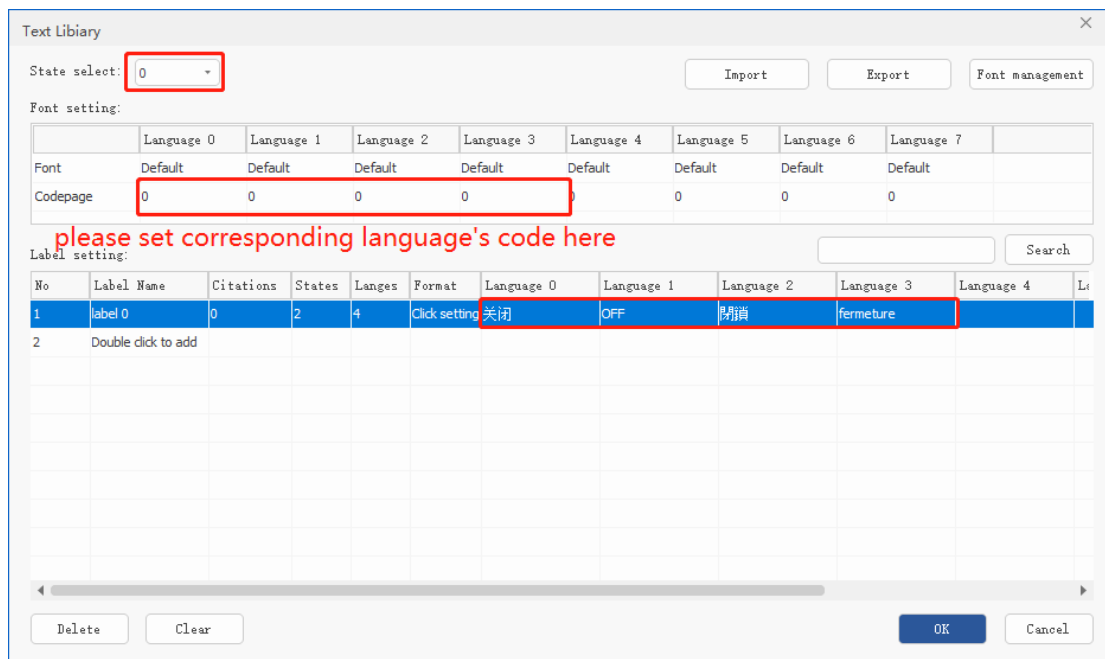 Text Libiary
State select: 0 Import Export Font management
Font setting:
Language 0 Language 1 Language 2 Language 3 Language 4 Language 5 Language 6 Language 7
Font Default Default Default Default Default Default Default Default
Codepage 0 0 0 0 0 0 0 0
please set corresponding language's code here
Label setting: Search
No Label Name Citations States Langes Format Language 0 Language 1 Language 2 Language 3 Language 4
1 label 0 0 2 4 Click setting 关闭 OFF 閉鎖 fermeture
2 Double click to add
Delete Clear OK Cancel